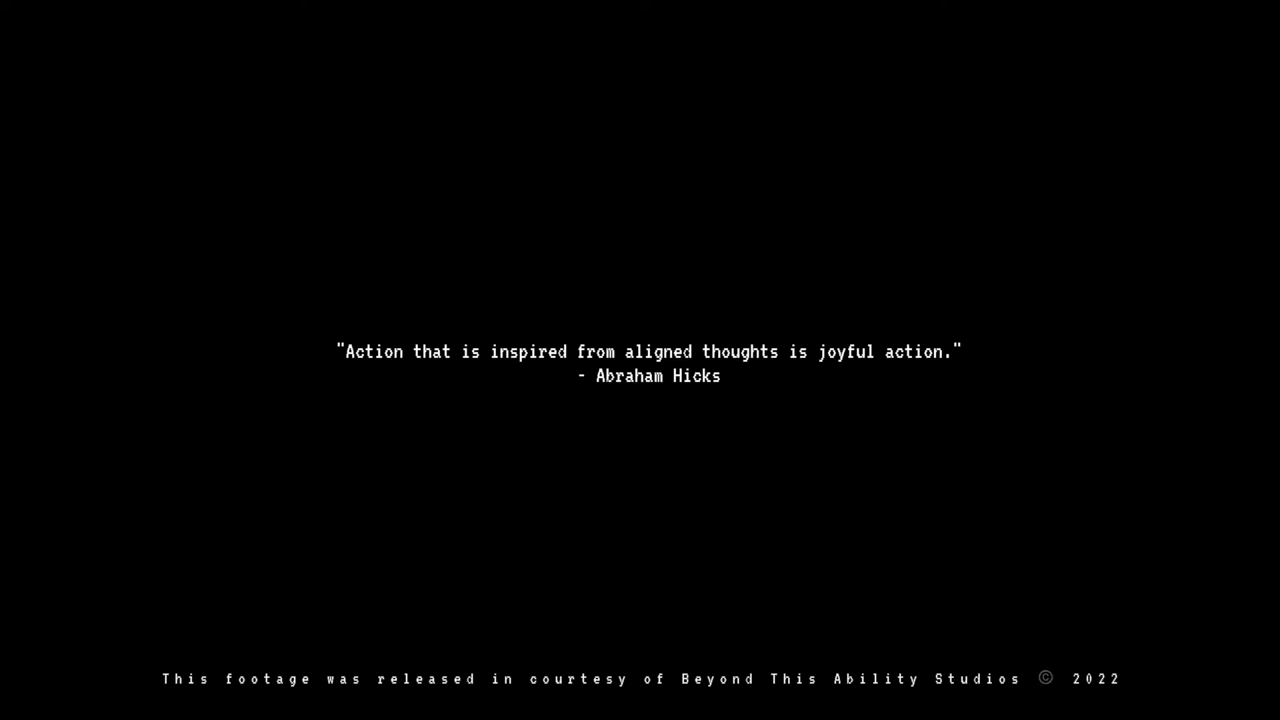 "Action that is inspired from aligned thoughts is joyful action."
- Abraham Hicks
This footage was released in courtesy of Beyond This Ability Studios © 2022